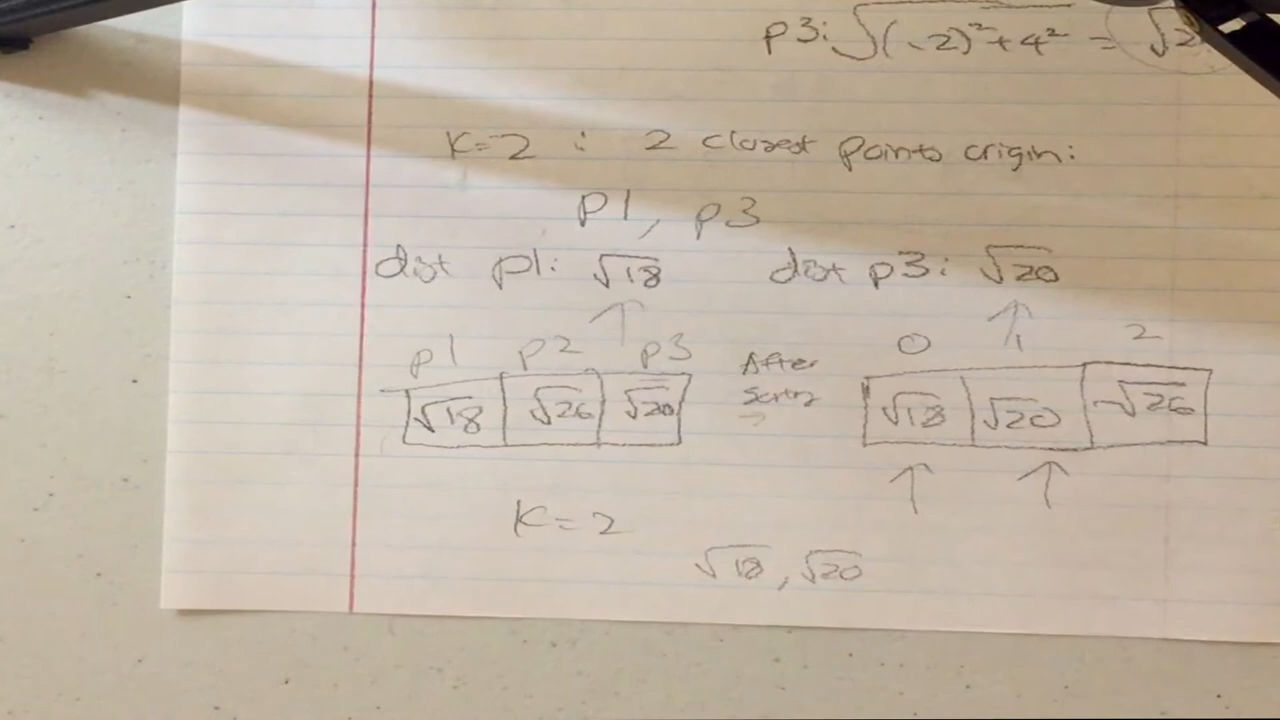 p3: √(-2)²+4² = √2
K=2 : 2 closest points origin:
p1, p3
dist p1: √18 dist p3: √20
p1 p2 p3 After 0 1 2
√18 √26 √20 √18 √20 √26
K=2
√18, √20